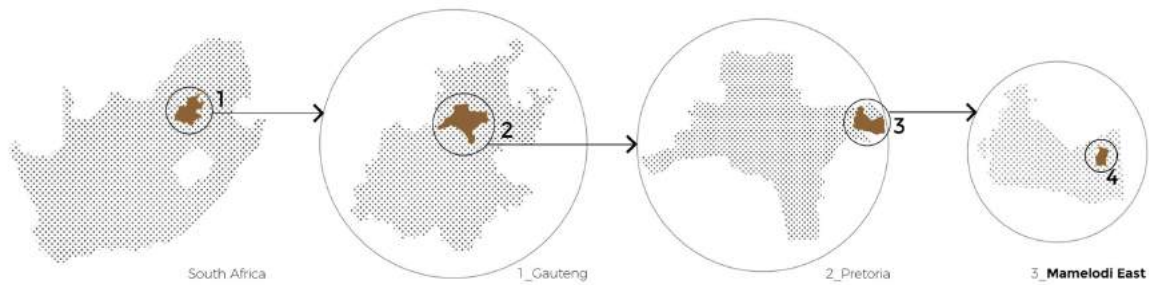 1
2
3
4
South Africa
1_Gauteng
2_Pretoria
3_Mamelodi East